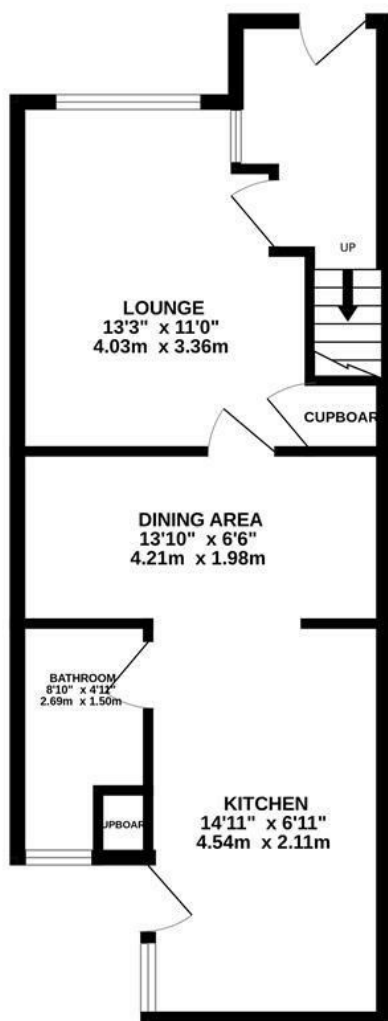 UP
LOUNGE
13'3" x 11'0"
4.03m x 3.36m
CUPBOAR
DINING AREA
13'10" x 6'6"
4.21m x 1.98m
BATHROOM
8'10" x 4'11"
2.69m x 1.50m
UPBOAR
KITCHEN
14'11" x 6'11"
4.54m x 2.11m